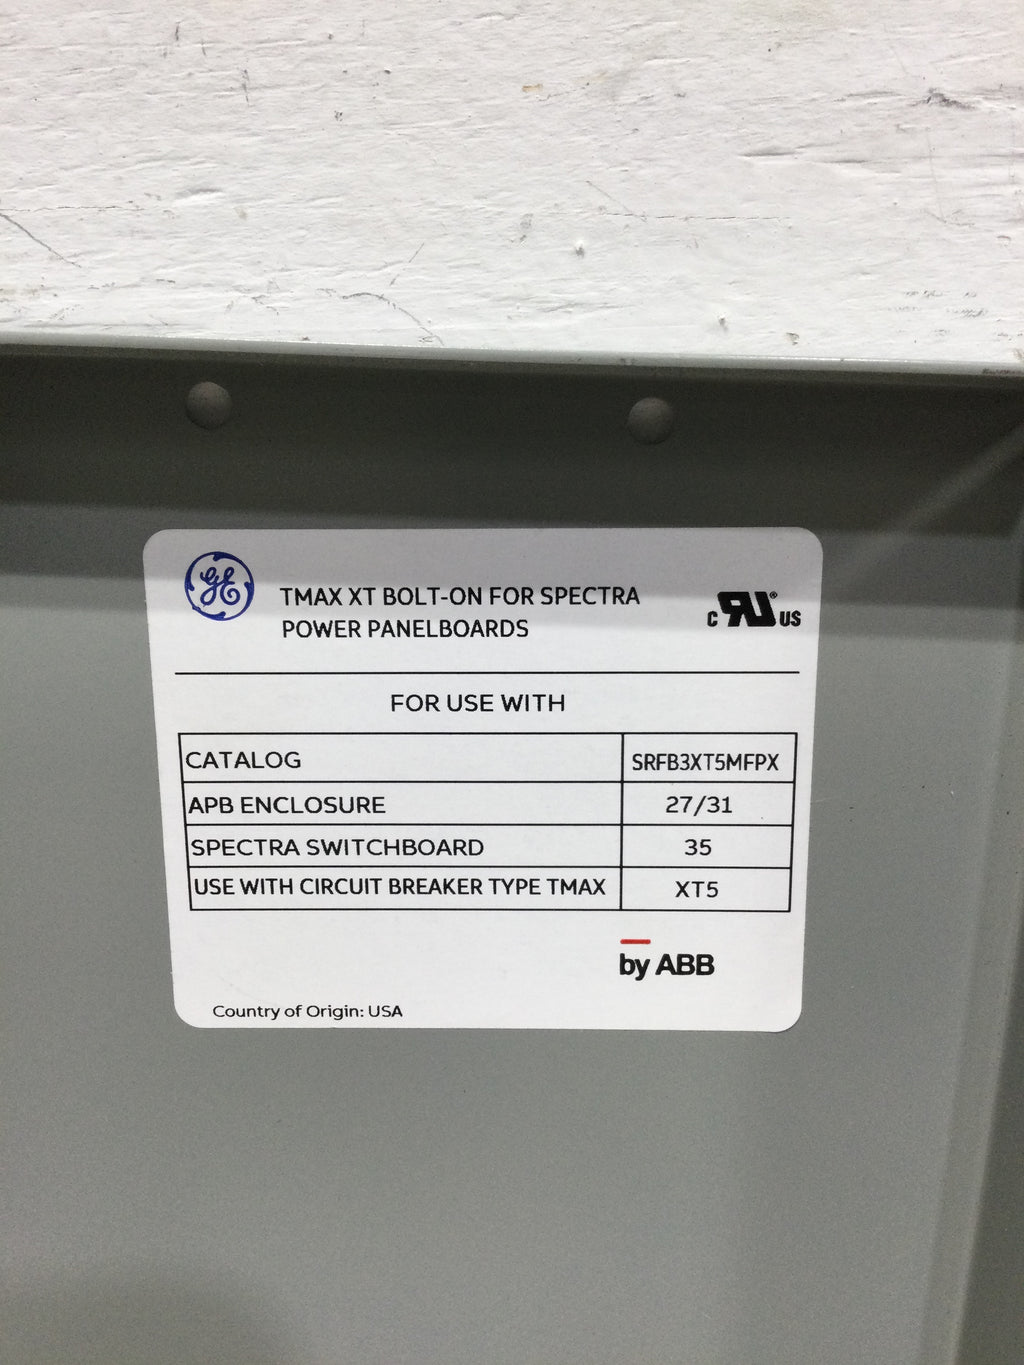 GE
TMAX XT BOLT-ON FOR SPECTRA
POWER PANELBOARDS
c RU® US
FOR USE WITH
CATALOG SRFB3XT5MFPX
APB ENCLOSURE 27/31
SPECTRA SWITCHBOARD 35
USE WITH CIRCUIT BREAKER TYPE TMAX XT5
by ABB
Country of Origin: USA